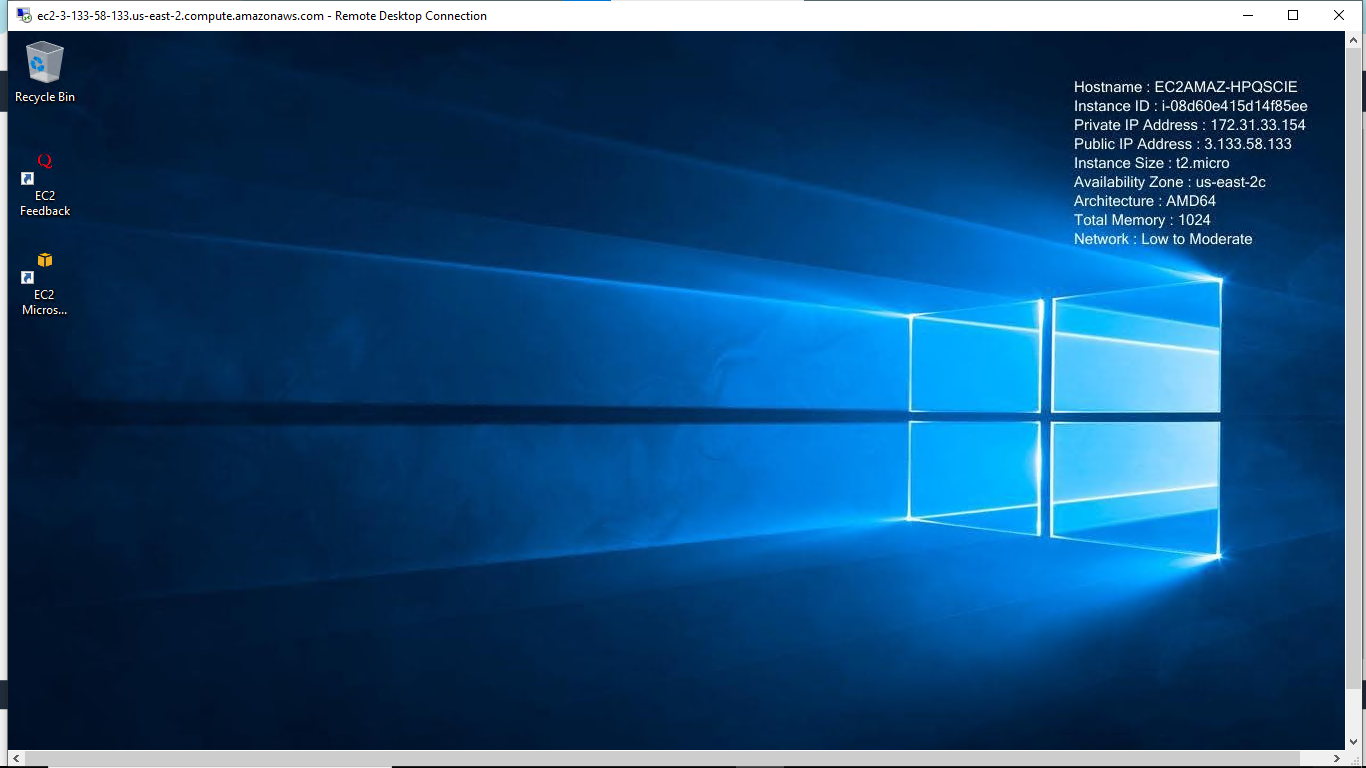 ec2-3-133-58-133.us-east-2.compute.amazonaws.com - Remote Desktop Connection
Recycle Bin
EC2
Feedback
EC2
Micros...
Hostname : EC2AMAZ-HPQSCIE
Instance ID : i-08d60e415d14f85ee
Private IP Address : 172.31.33.154
Public IP Address : 3.133.58.133
Instance Size : t2.micro
Availability Zone : us-east-2c
Architecture : AMD64
Total Memory : 1024
Network : Low to Moderate